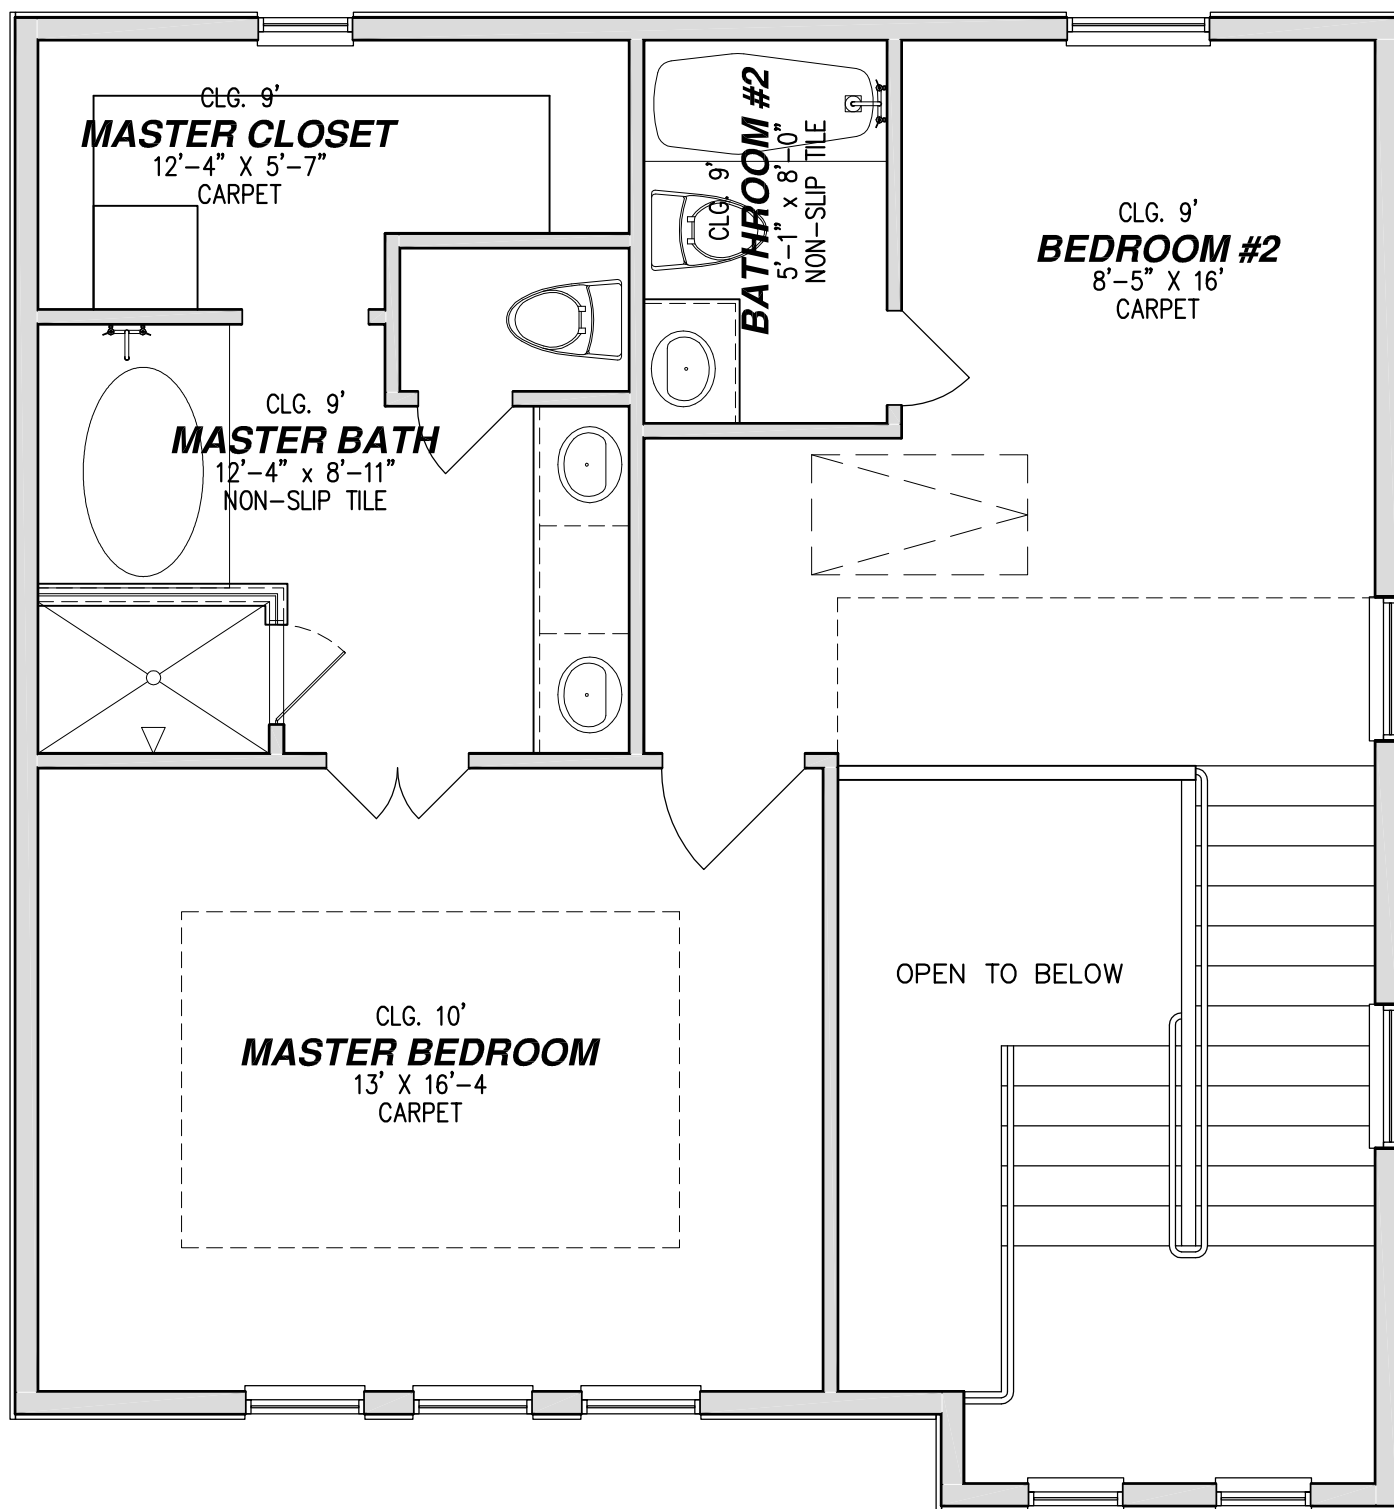 CLG. 9'
MASTER CLOSET
12'-4" X 5'-7"
CARPET
CLG. 9'
BATHROOM #2
5'-1" x 8'-0"
NON-SLIP TILE
CLG. 9'
BEDROOM #2
8'-5" X 16'
CARPET
CLG. 9'
MASTER BATH
12'-4" x 8'-11"
NON-SLIP TILE
OPEN TO BELOW
CLG. 10'
MASTER BEDROOM
13' X 16'-4
CARPET